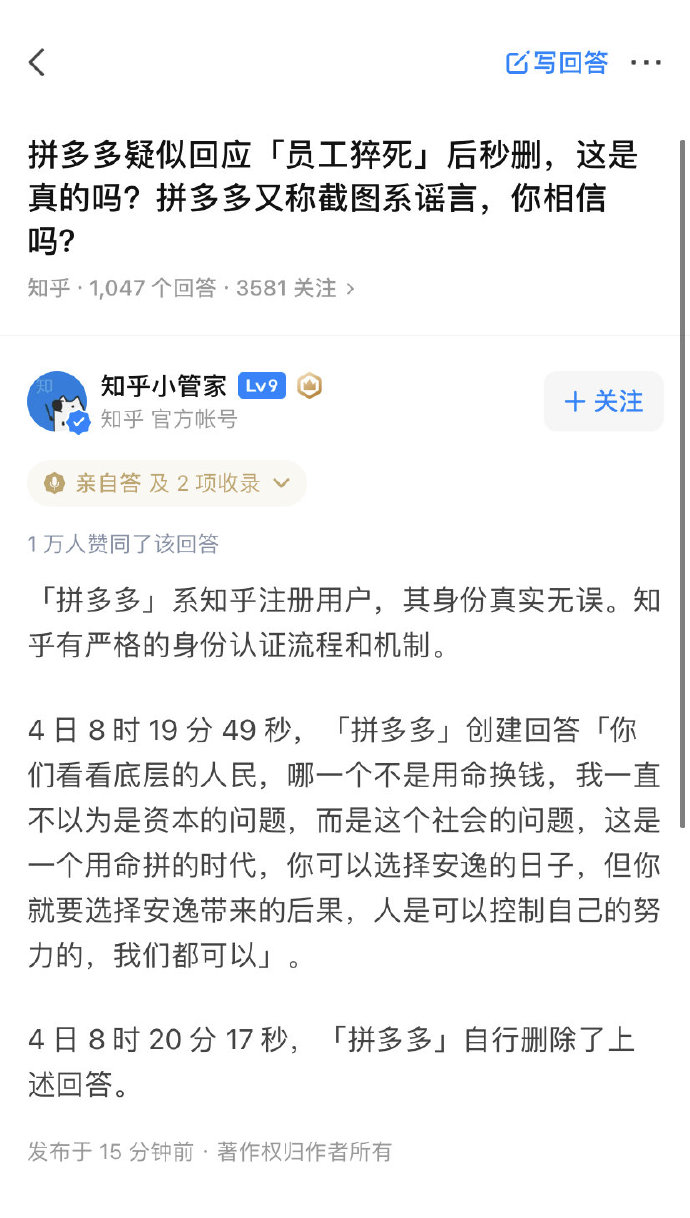 写回答
拼多多疑似回应「员工猝死」后秒删，这是
真的吗？拼多多又称截图系谣言，你相信
吗？
知乎 · 1,047 个回答 · 3581 关注 >
知
知乎小管家 Lv9
知乎 官方帐号
+ 关注
亲自答 及 2 项收录
1 万人赞同了该回答
「拼多多」系知乎注册用户，其身份真实无误。知
乎有严格的身份认证流程和机制。
4 日 8 时 19 分 49 秒，「拼多多」创建回答「你
们看看底层的人民，哪一个不是用命换钱，我一直
不以为是资本的问题，而是这个社会的问题，这是
一个用命拼的时代，你可以选择安逸的日子，但你
就要选择安逸带来的后果，人是可以控制自己的努
力的，我们都可以」。
4 日 8 时 20 分 17 秒，「拼多多」自行删除了上
述回答。
发布于 15 分钟前 · 著作权归作者所有